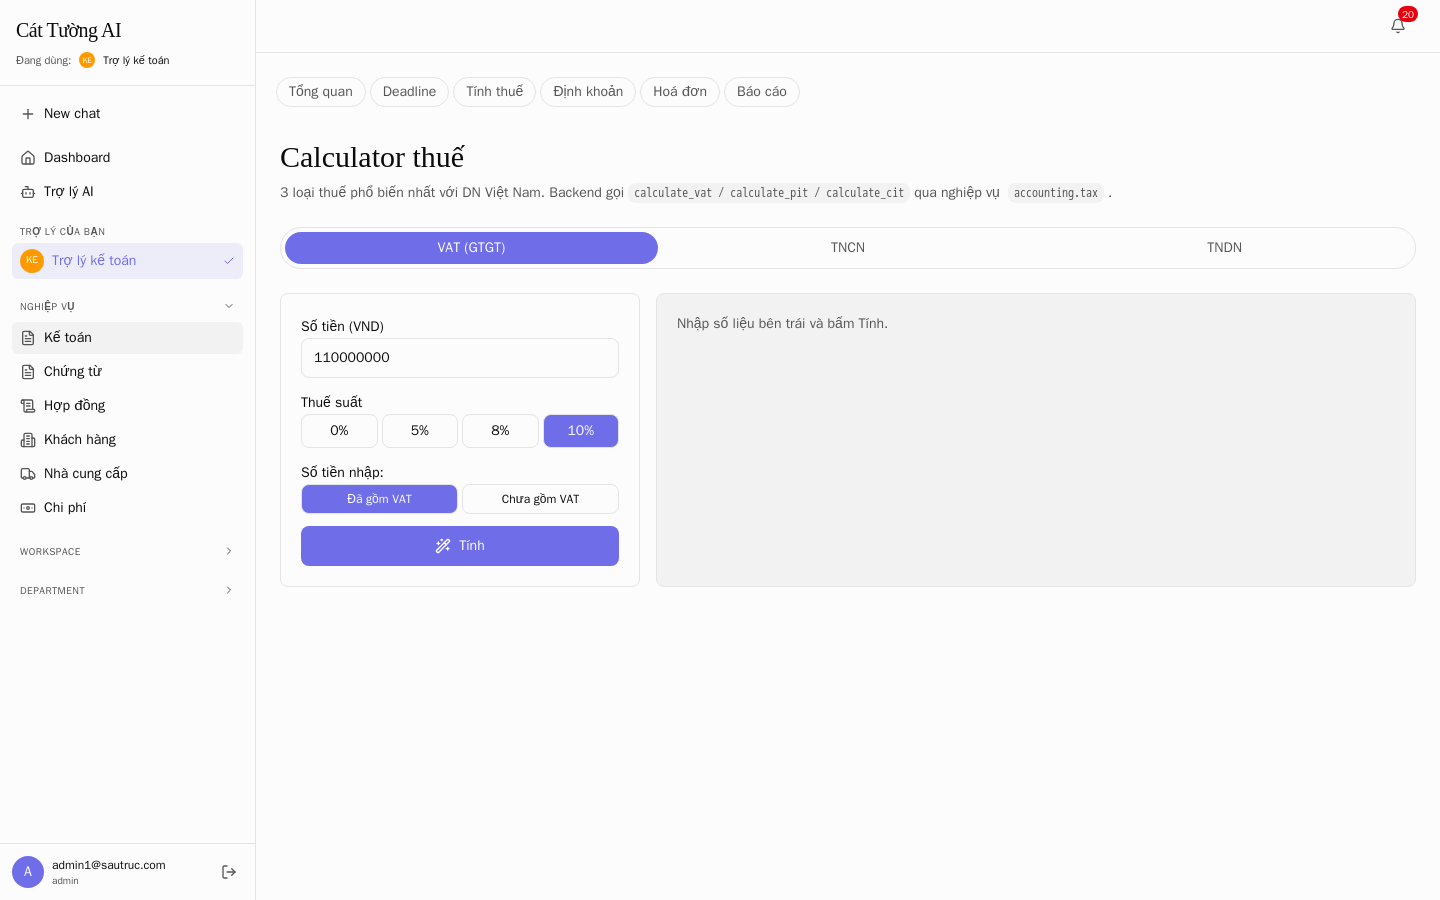 Cát Tường AI
Đang dùng: KE Trợ lý kế toán
New chat
Dashboard
Trợ lý AI
TRỢ LÝ CỦA BẠN
KE Trợ lý kế toán
NGHIỆP VỤ
Kế toán
Chứng từ
Hợp đồng
Khách hàng
Nhà cung cấp
Chi phí
WORKSPACE
DEPARTMENT
A admin1@sautruc.com
admin
20
Tổng quan Deadline Tính thuế Định khoản Hoá đơn Báo cáo
Calculator thuế
3 loại thuế phổ biến nhất với DN Việt Nam. Backend gọi calculate_vat / calculate_pit / calculate_cit qua nghiệp vụ accounting.tax .
VAT (GTGT) TNCN TNDN
Số tiền (VND)
110000000
Thuế suất
0% 5% 8% 10%
Số tiền nhập:
Đã gồm VAT Chưa gồm VAT
Tính
Nhập số liệu bên trái và bấm Tính.